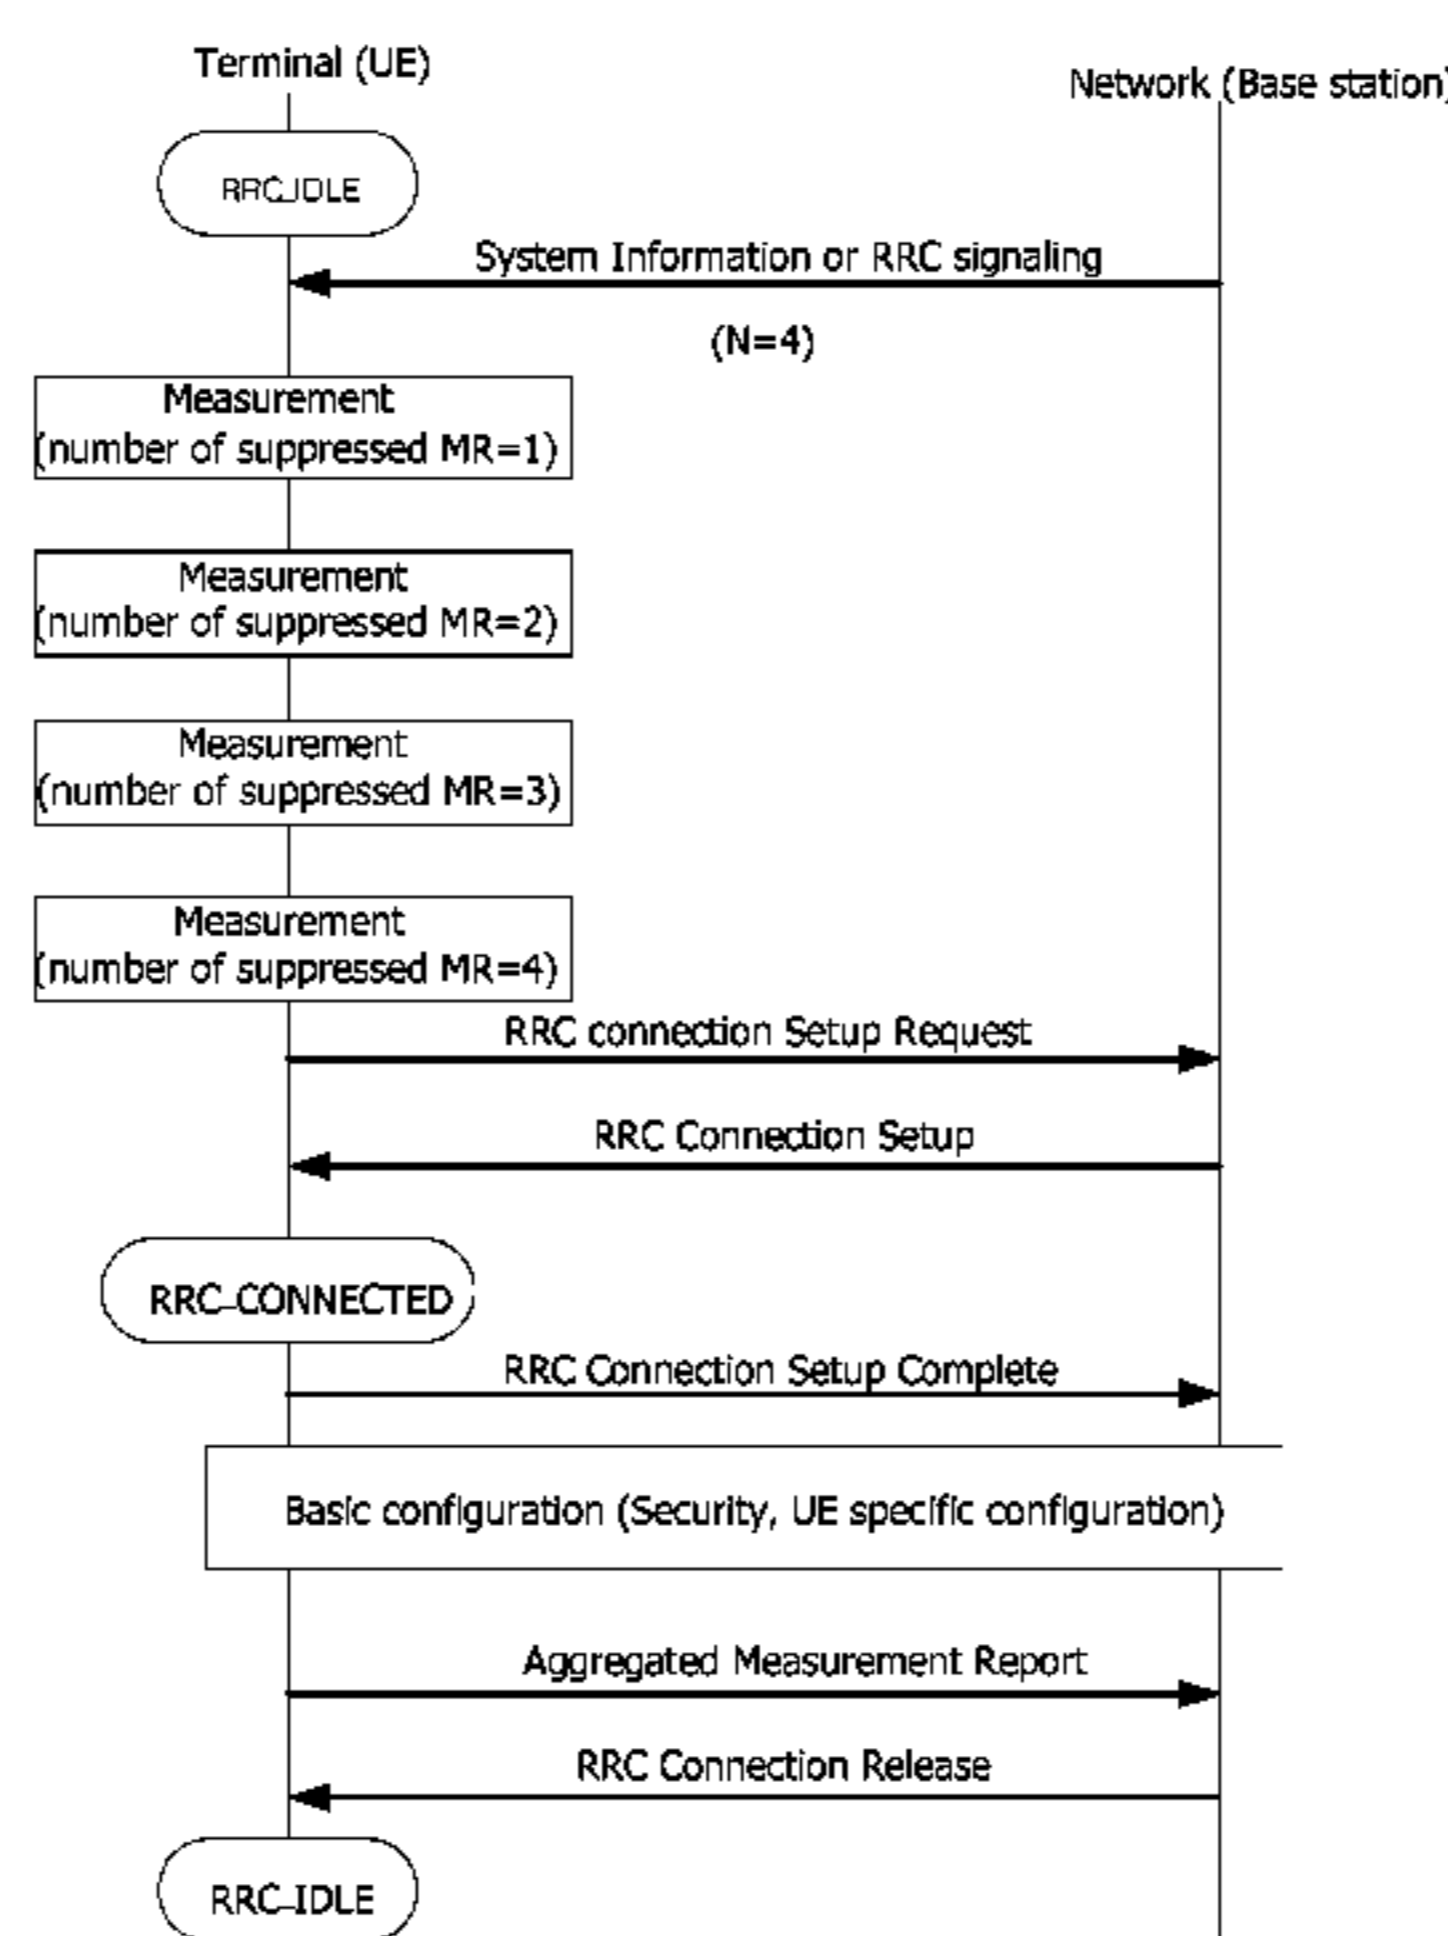 Terminal (UE)
Network (Base station)
RRC_IDLE
System Information or RRC signaling
(N=4)
Measurement
(number of suppressed MR=1)
Measurement
(number of suppressed MR=2)
Measurement
(number of suppressed MR=3)
Measurement
(number of suppressed MR=4)
RRC connection Setup Request
RRC Connection Setup
RRC_CONNECTED
RRC Connection Setup Complete
Basic configuration (Security, UE specific configuration)
Aggregated Measurement Report
RRC Connection Release
RRC_IDLE